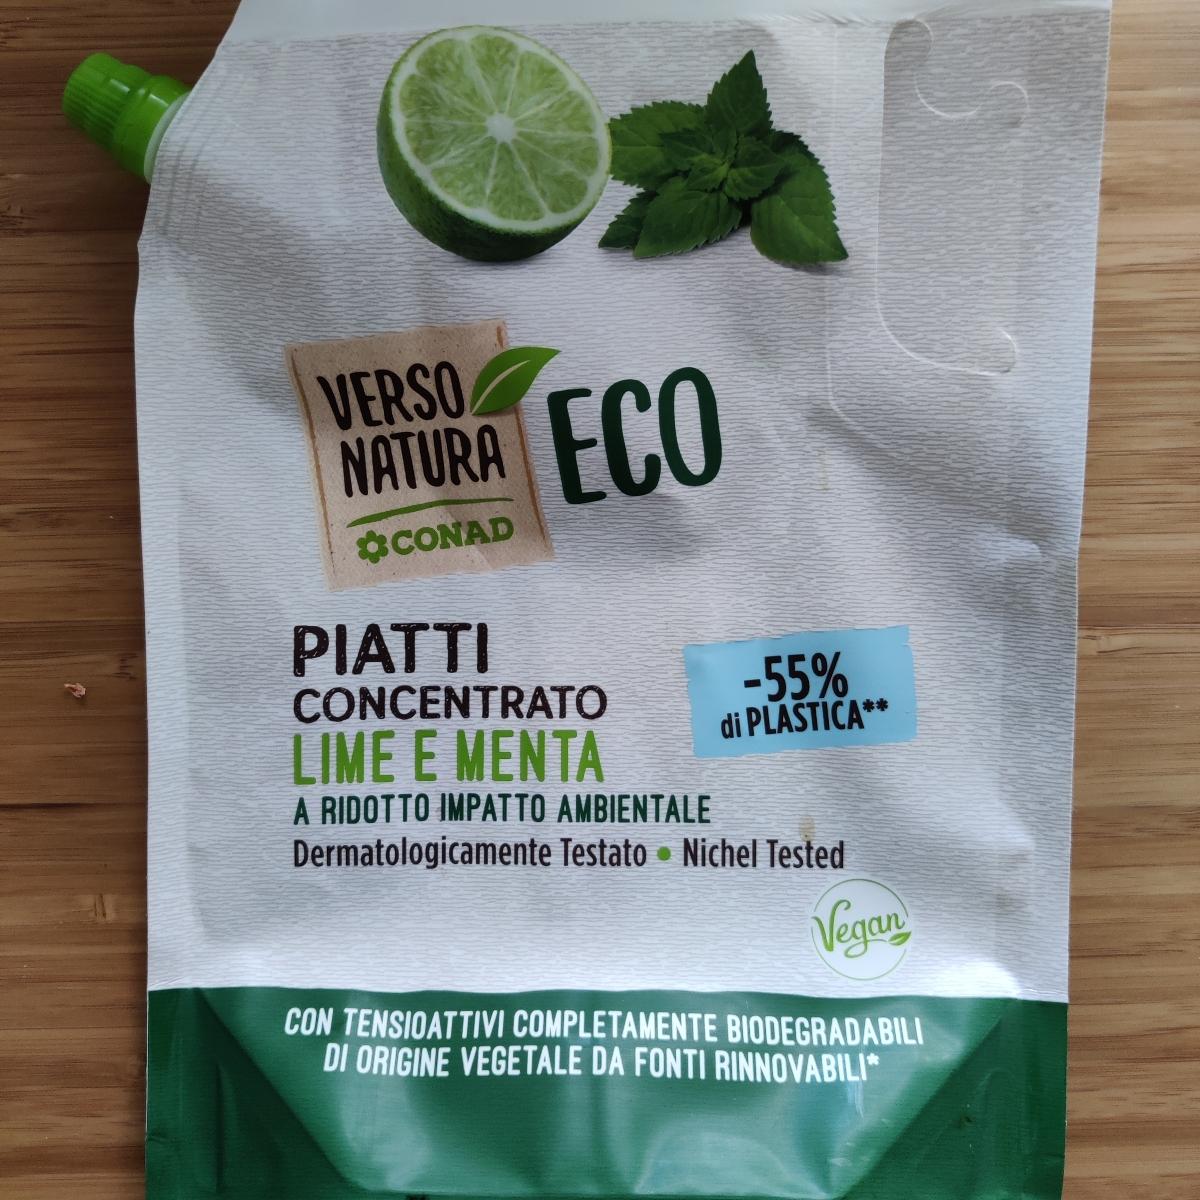 VERSO
NATURA
CONAD
ECO
PIATTI
CONCENTRATO
LIME E MENTA
A RIDOTTO IMPATTO AMBIENTALE
Dermatologicamente Testato • Nichel Tested
-55%
di PLASTICA**
Vegan
CON TENSIOATTIVI COMPLETAMENTE BIODEGRADABILI
DI ORIGINE VEGETALE DA FONTI RINNOVABILI*